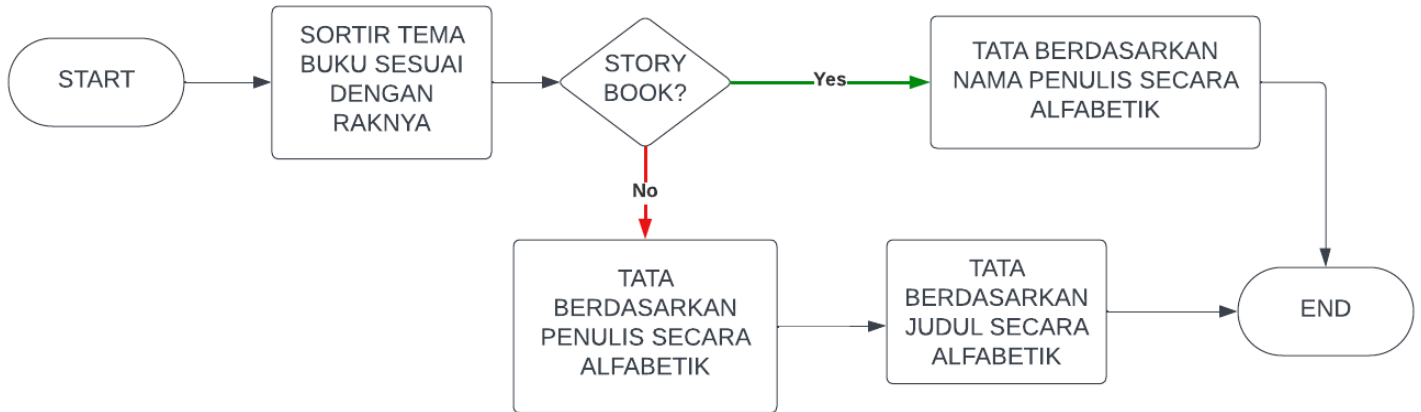 START
SORTIR TEMA
BUKU SESUAI
DENGAN
RAKNYA
STORY
BOOK?
Yes
TATA BERDASARKAN
NAMA PENULIS SECARA
ALFABETIK
No
TATA
BERDASARKAN
PENULIS SECARA
ALFABETIK
TATA
BERDASARKAN
JUDUL SECARA
ALFABETIK
END